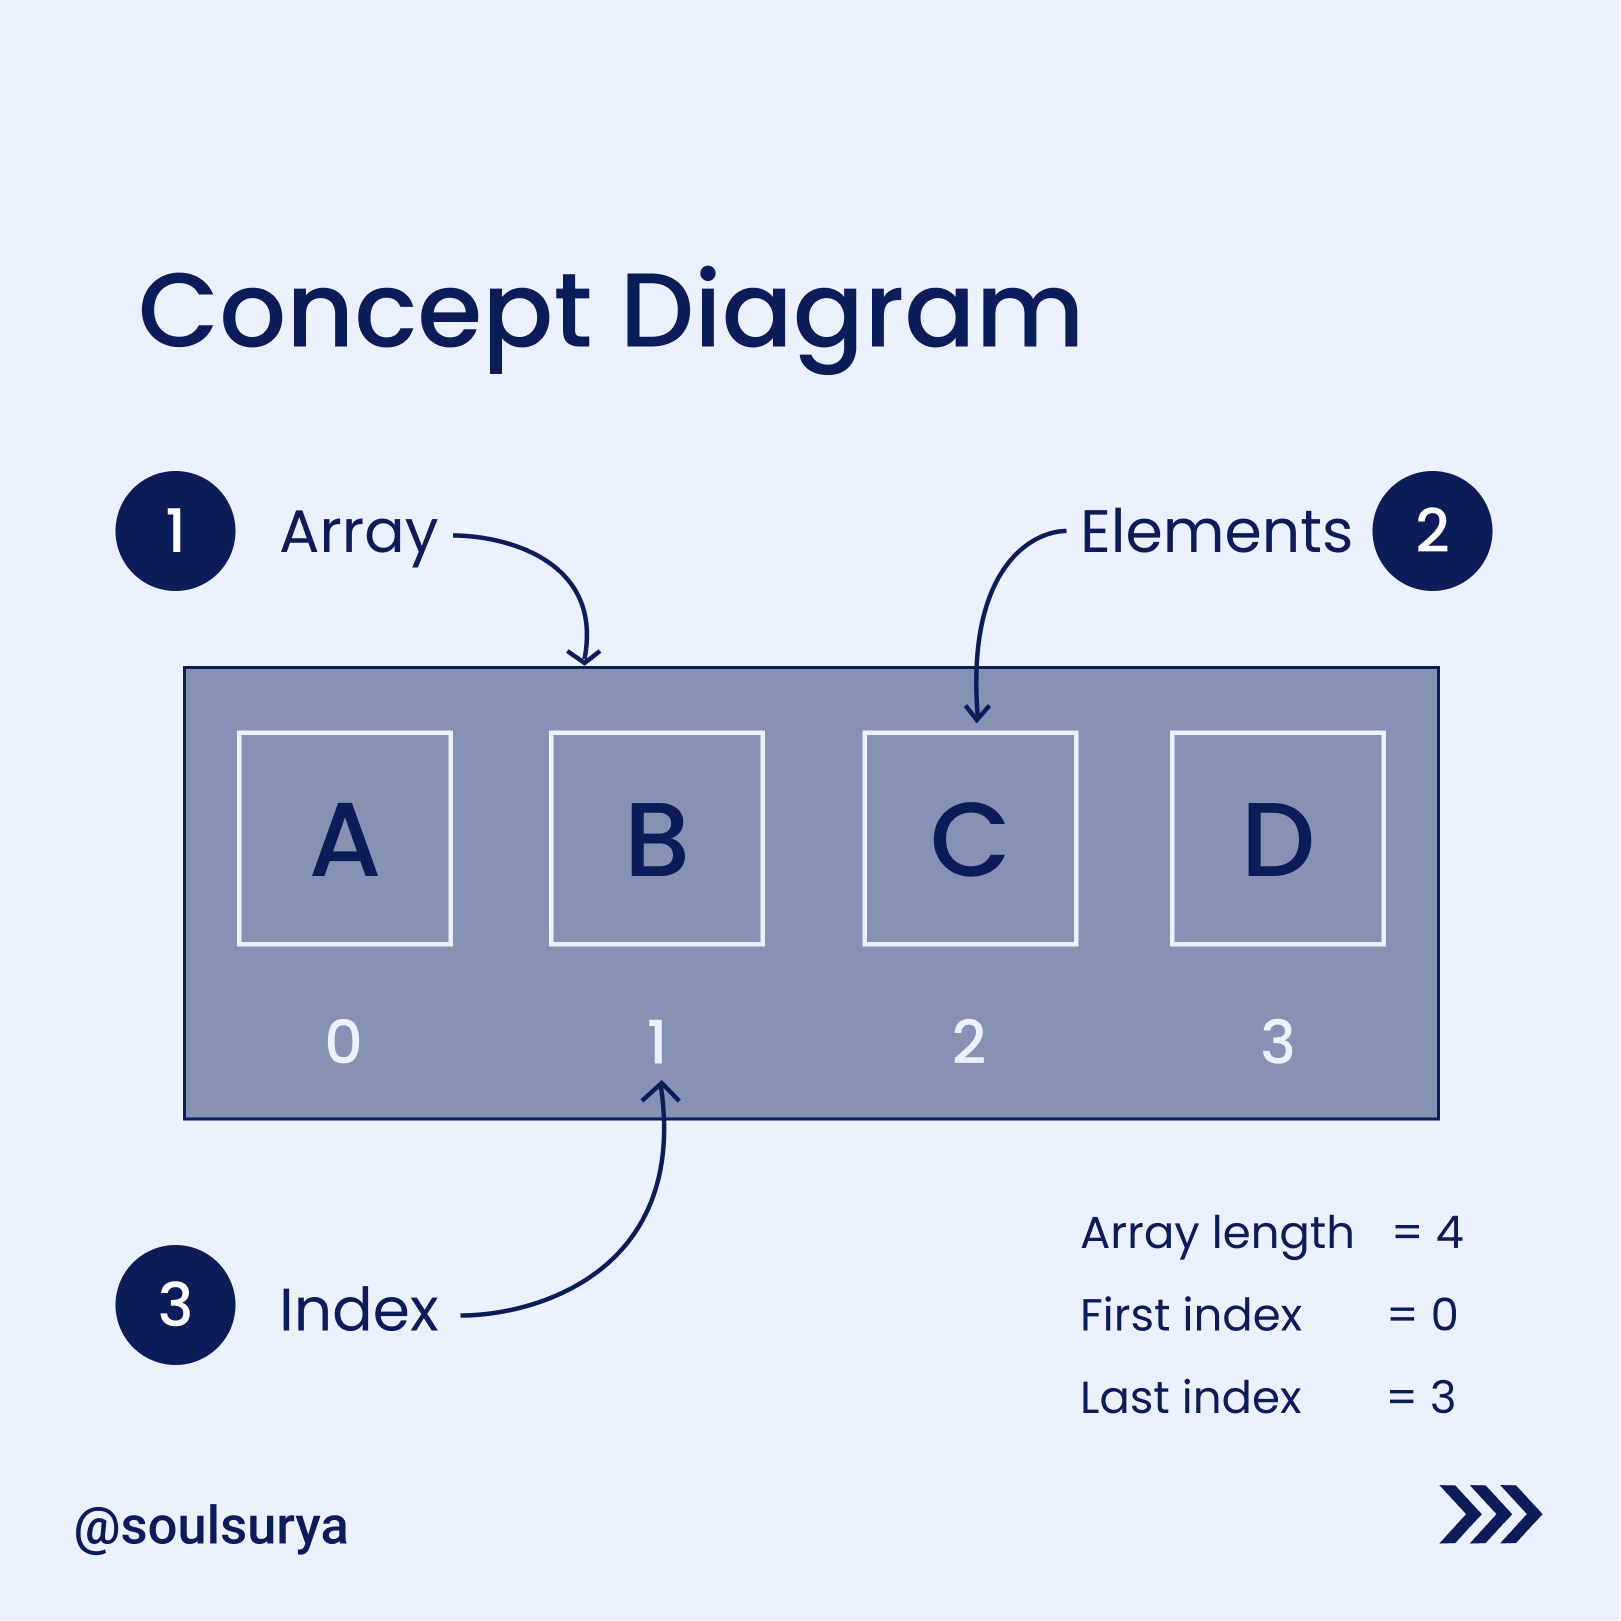 Concept Diagram
1 Array
Elements 2
A B C D
0 1 2 3
3 Index
Array length = 4
First index = 0
Last index = 3
@soulsurya